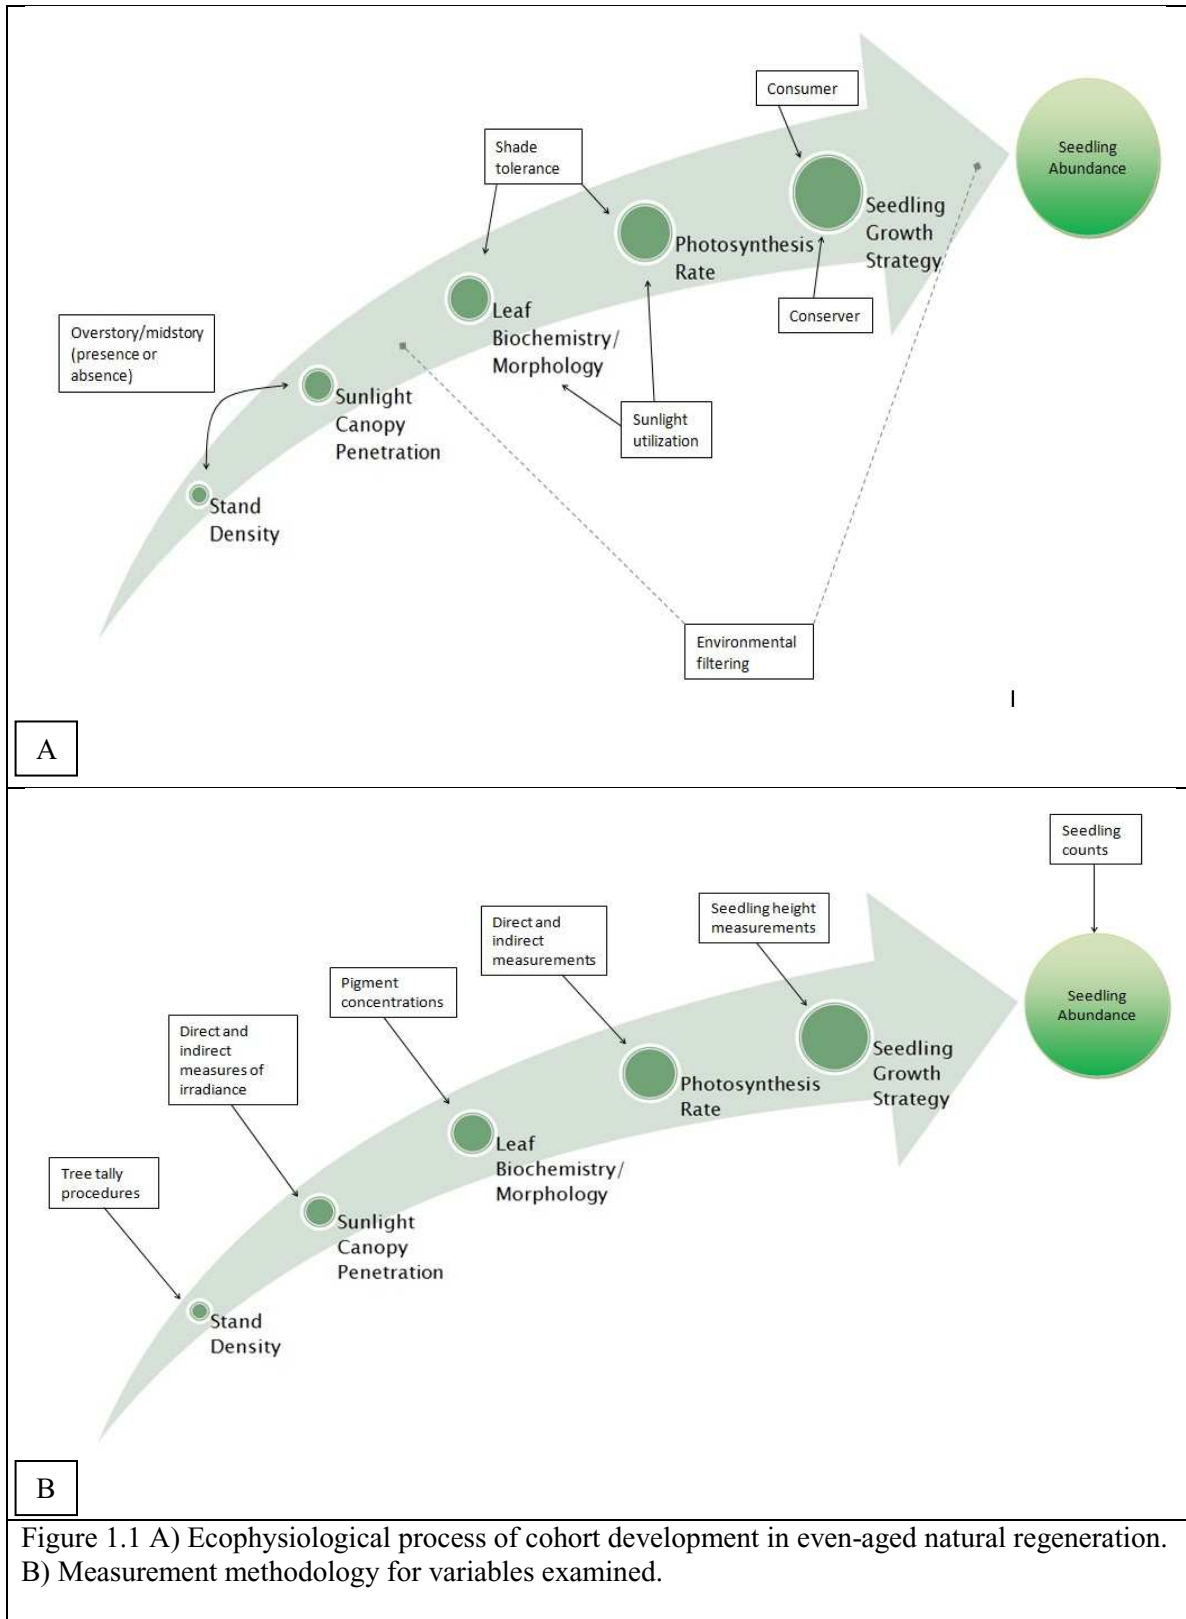 Consumer
Seedling
Abundance
Shade
tolerance
Seedling
Growth
Strategy
Photosynthesis
Rate
Conserver
Leaf
Biochemistry/
Morphology
Overstory/midstory
(presence or
absence)
Sunlight
Canopy
Penetration
Sunlight
utilization
Stand
Density
Environmental
filtering
A
Seedling
counts
Seedling height
measurements
Direct and
indirect
measurements
Pigment
concentrations
Direct and
indirect
measures of
irradiance
Seedling
Abundance
Seedling
Growth
Strategy
Photosynthesis
Rate
Leaf
Biochemistry/
Morphology
Tree tally
procedures
Sunlight
Canopy
Penetration
Stand
Density
B
Figure 1.1 A) Ecophysiological process of cohort development in even-aged natural regeneration.
B) Measurement methodology for variables examined.